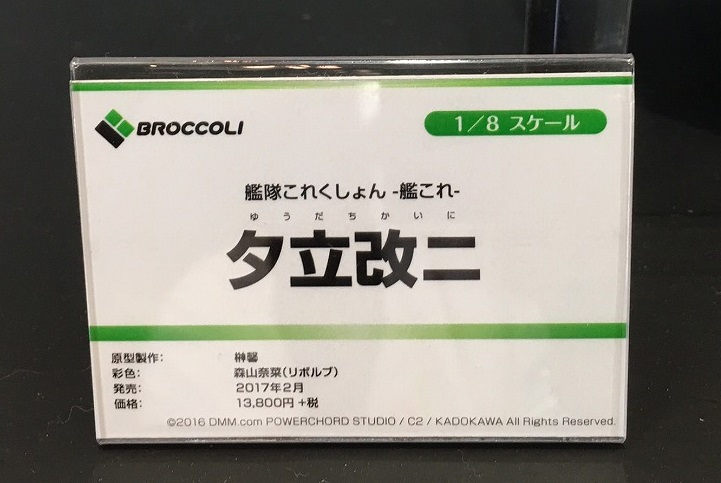 BROCCOLI
1/8 スケール
艦隊これくしょん -艦これ-
ゆうだちかいに
夕立改二
原型製作: 榊馨
彩色: 森山奈菜(リボルブ)
発売: 2017年2月
価格: 13,800円+税
©2016 DMM.com POWERCHORD STUDIO / C2 / KADOKAWA All Rights Reserved.